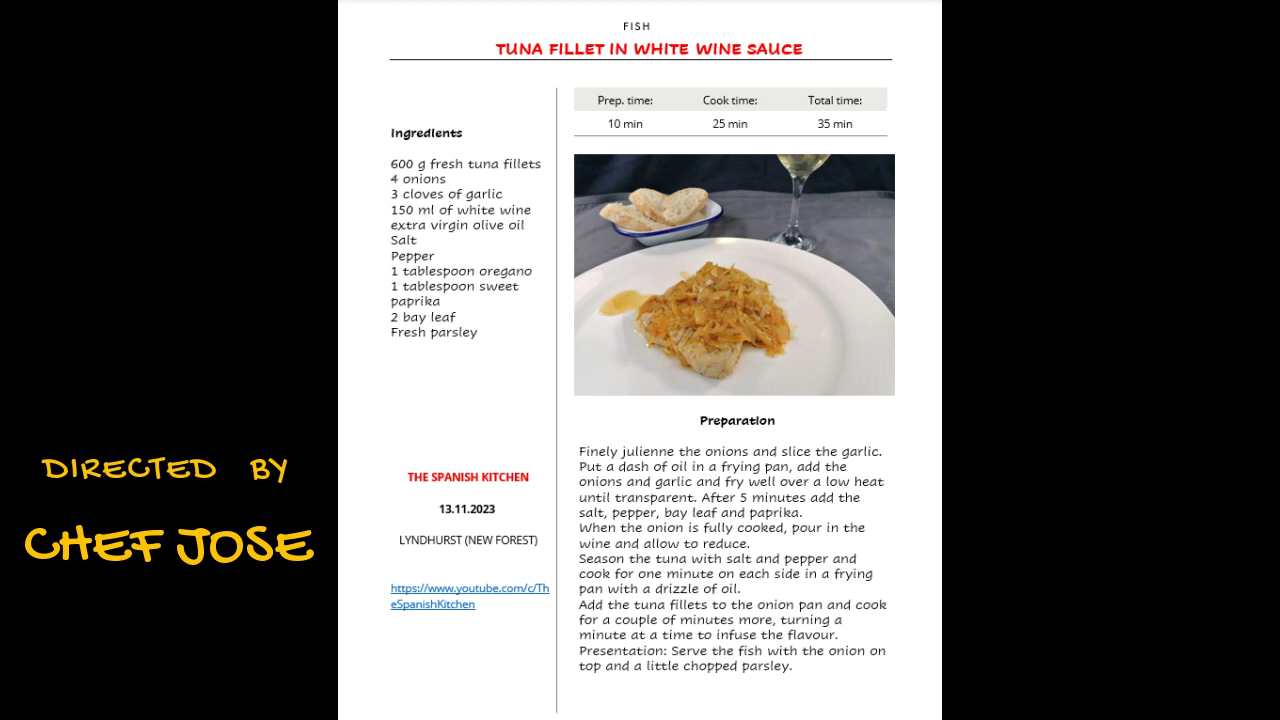 FISH
TUNA FILLET IN WHITE WINE SAUCE
Prep. time: Cook time: Total time:
10 min 25 min 35 min
Ingredients
600 g fresh tuna fillets
4 onions
3 cloves of garlic
150 ml of white wine
extra virgin olive oil
Salt
Pepper
1 tablespoon oregano
1 tablespoon sweet
paprika
2 bay leaf
Fresh parsley
THE SPANISH KITCHEN
13.11.2023
LYNDHURST (NEW FOREST)
https://www.youtube.com/c/Th
eSpanishKitchen
Preparation
Finely julienne the onions and slice the garlic.
Put a dash of oil in a frying pan, add the
onions and garlic and fry well over a low heat
until transparent. After 5 minutes add the
salt, pepper, bay leaf and paprika.
When the onion is fully cooked, pour in the
wine and allow to reduce.
Season the tuna with salt and pepper and
cook for one minute on each side in a frying
pan with a drizzle of oil.
Add the tuna fillets to the onion pan and cook
for a couple of minutes more, turning a
minute at a time to infuse the flavour.
Presentation: Serve the fish with the onion on
top and a little chopped parsley.
DIRECTED BY
CHEF JOSE